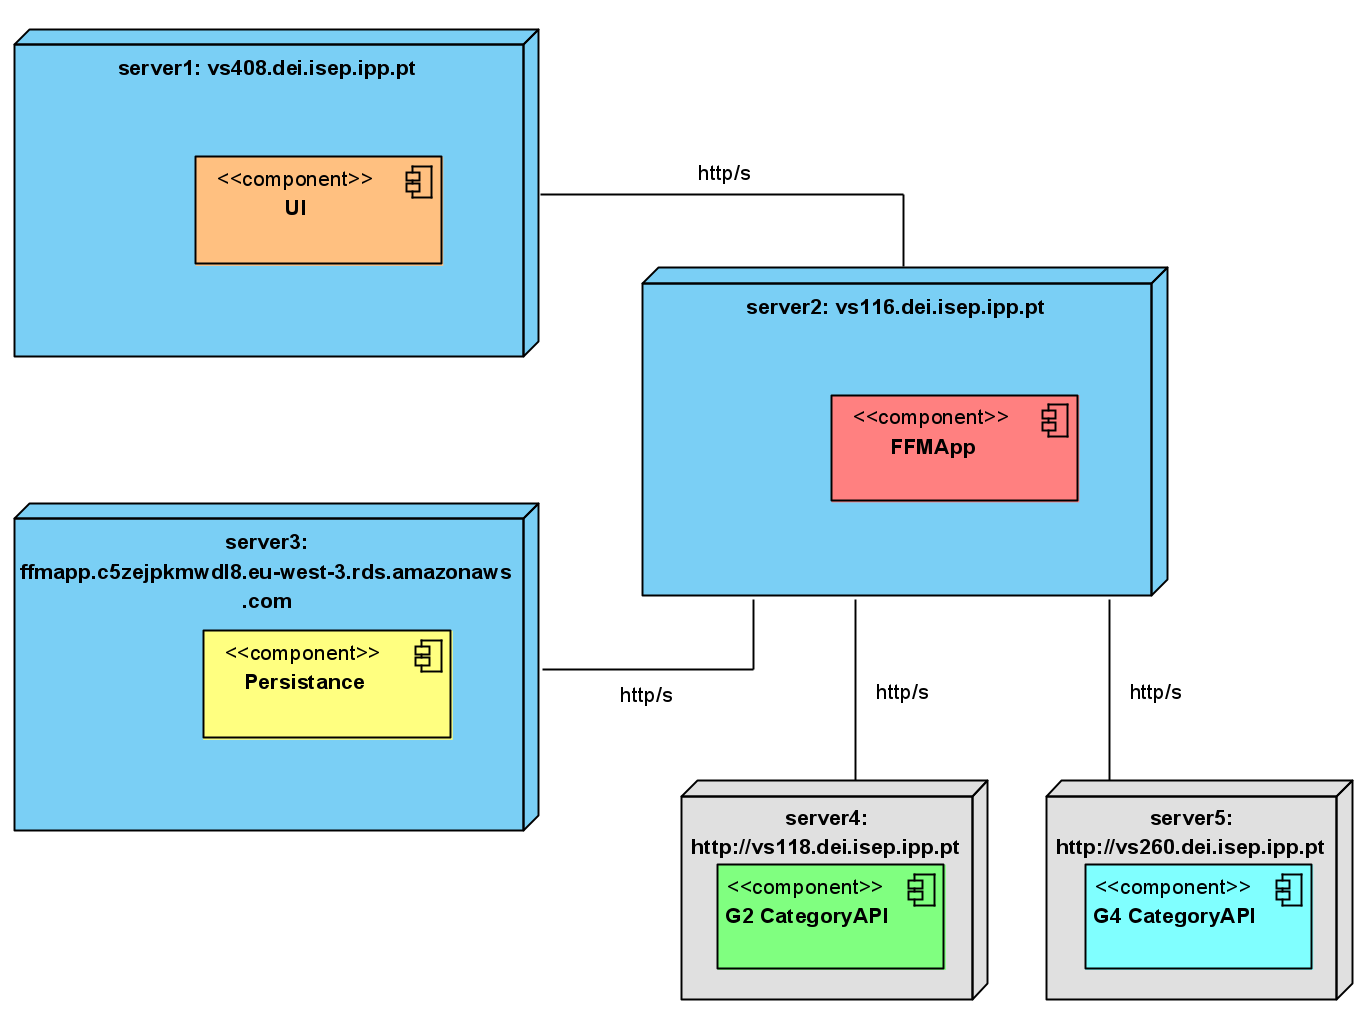 server1: vs408.dei.isep.ipp.pt
<<component>>
UI
http/s
server2: vs116.dei.isep.ipp.pt
<<component>>
FFMApp
server3:
ffmapp.c5zejpkmwdl8.eu-west-3.rds.amazonaws
.com
<<component>>
Persistance
http/s
http/s
http/s
server4:
http://vs118.dei.isep.ipp.pt
<<component>>
G2 CategoryAPI
server5:
http://vs260.dei.isep.ipp.pt
<<component>>
G4 CategoryAPI